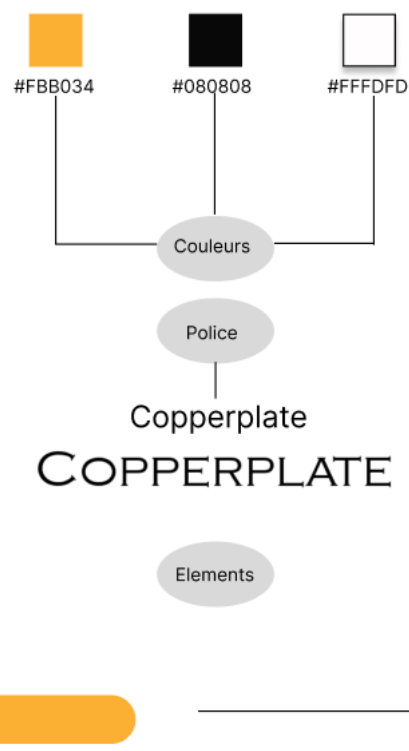 #FBB034 #080808 #FFFDFD
Couleurs
Police
Copperplate
COPPERPLATE
Elements